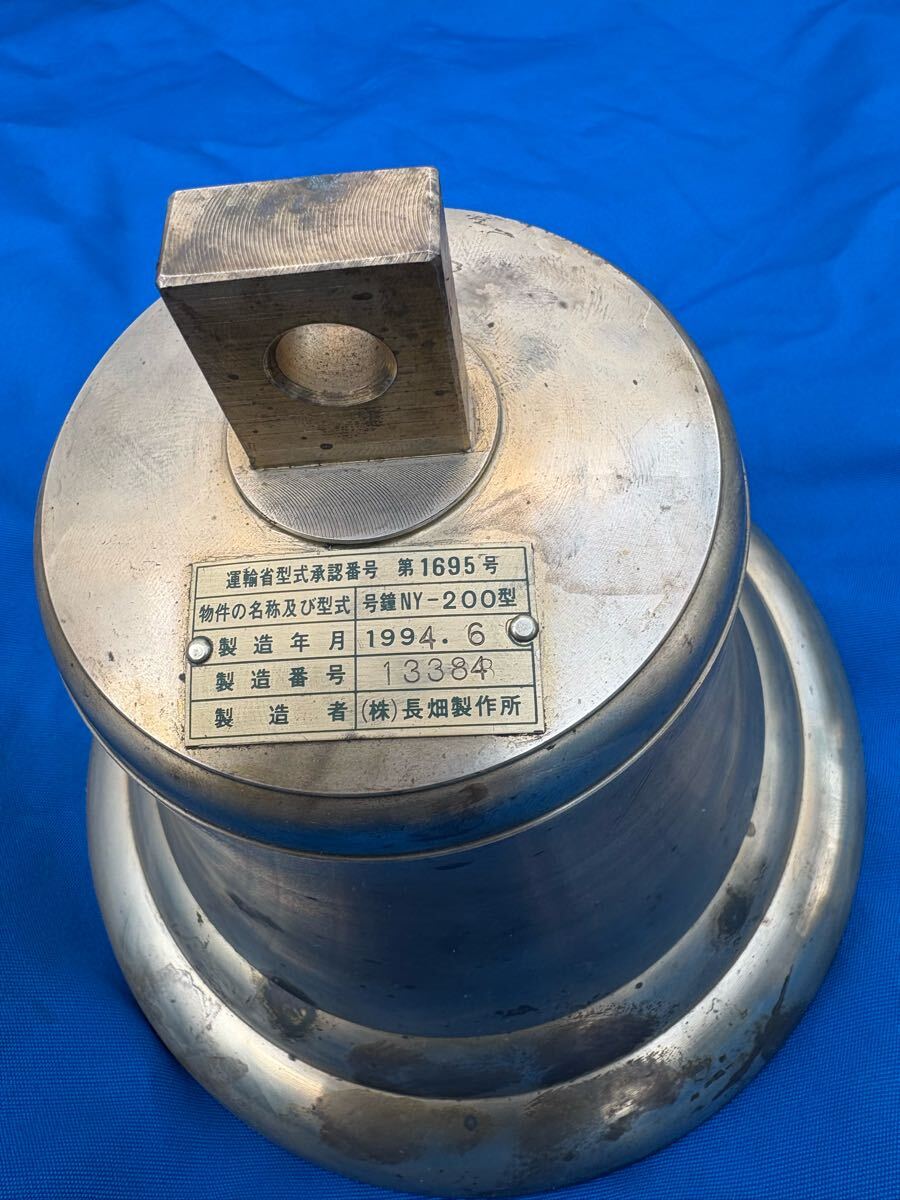 運輸省型式承認番号 第1695号
物件の名称及び型式 号鐘NY-200型
製造年月 1994.6
製造番号
製造者 (株)長畑製作所